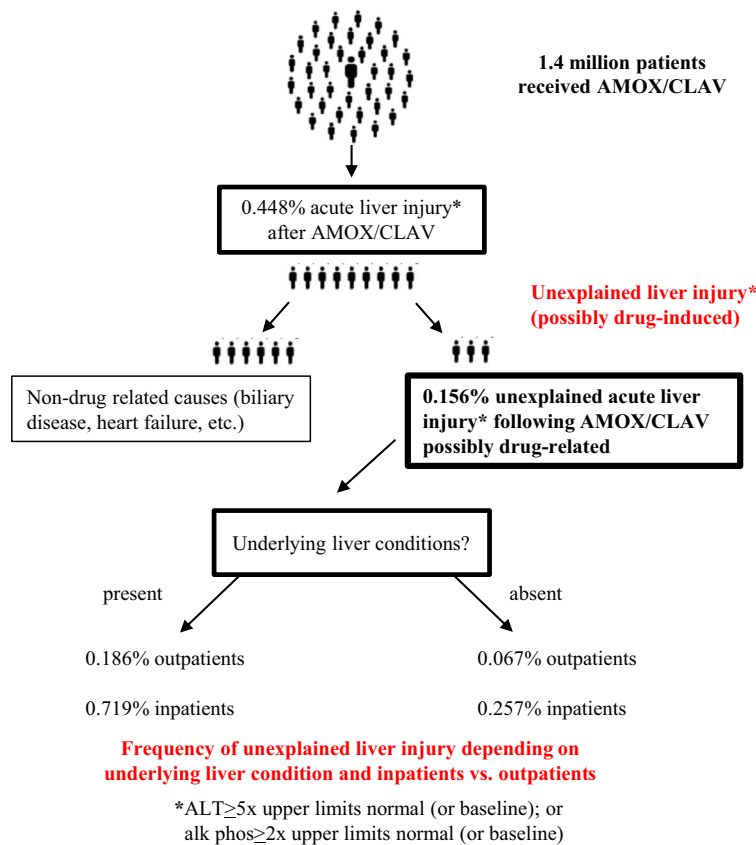 1.4 million patients
received AMOX/CLAV
0.448% acute liver injury*
after AMOX/CLAV
Unexplained liver injury*
(possibly drug-induced)
Non-drug related causes (biliary
disease, heart failure, etc.)
0.156% unexplained acute liver
injury* following AMOX/CLAV
possibly drug-related
Underlying liver conditions?
present
absent
0.186% outpatients
0.067% outpatients
0.719% inpatients
0.257% inpatients
Frequency of unexplained liver injury depending on
underlying liver condition and inpatients vs. outpatients
*ALT≥5x upper limits normal (or baseline); or
alk phos≥2x upper limits normal (or baseline)